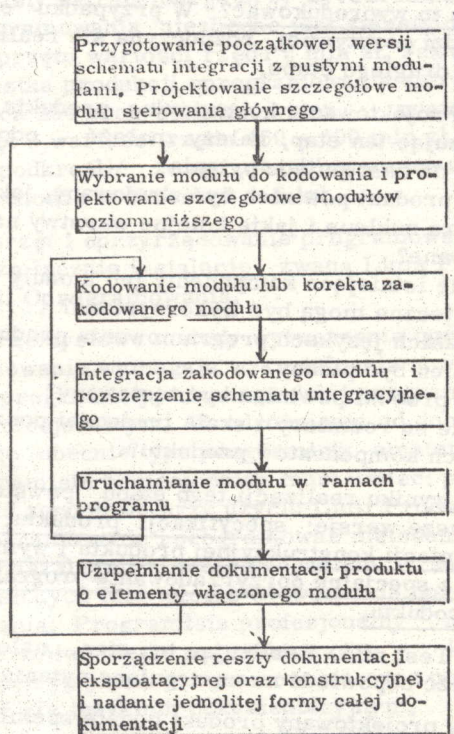 Przygotowanie początkowej wersji
schematu integracji z pustymi modu-
łami. Projektowanie szczegółowe mo-
dułu sterowania głównego
Wybranie modułu do kodowania i pro-
jektowanie szczegółowe modułów
poziomu niższego
Kodowanie modułu lub korekta za-
kodowanego modułu
Integracja zakodowanego modułu i
rozszerzenie schematu integracyjne-
go
Uruchamianie modułu w ramach
programu
Uzupełnianie dokumentacji produktu
o elementy włączonego modułu
Sporządzenie reszty dokumentacji
eksploatacyjnej oraz konstrukcyjnej
i nadanie jednolitej formy całej do-
kumentacji